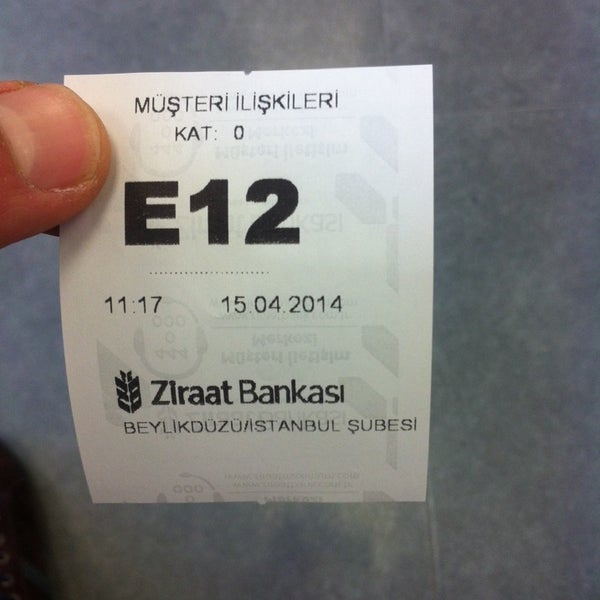 MÜŞTERİ İLİŞKİLERİ
KAT: 0
E12
11:17 15.04.2014
Ziraat Bankası
BEYLİKDÜZÜ/İSTANBUL ŞUBESİ